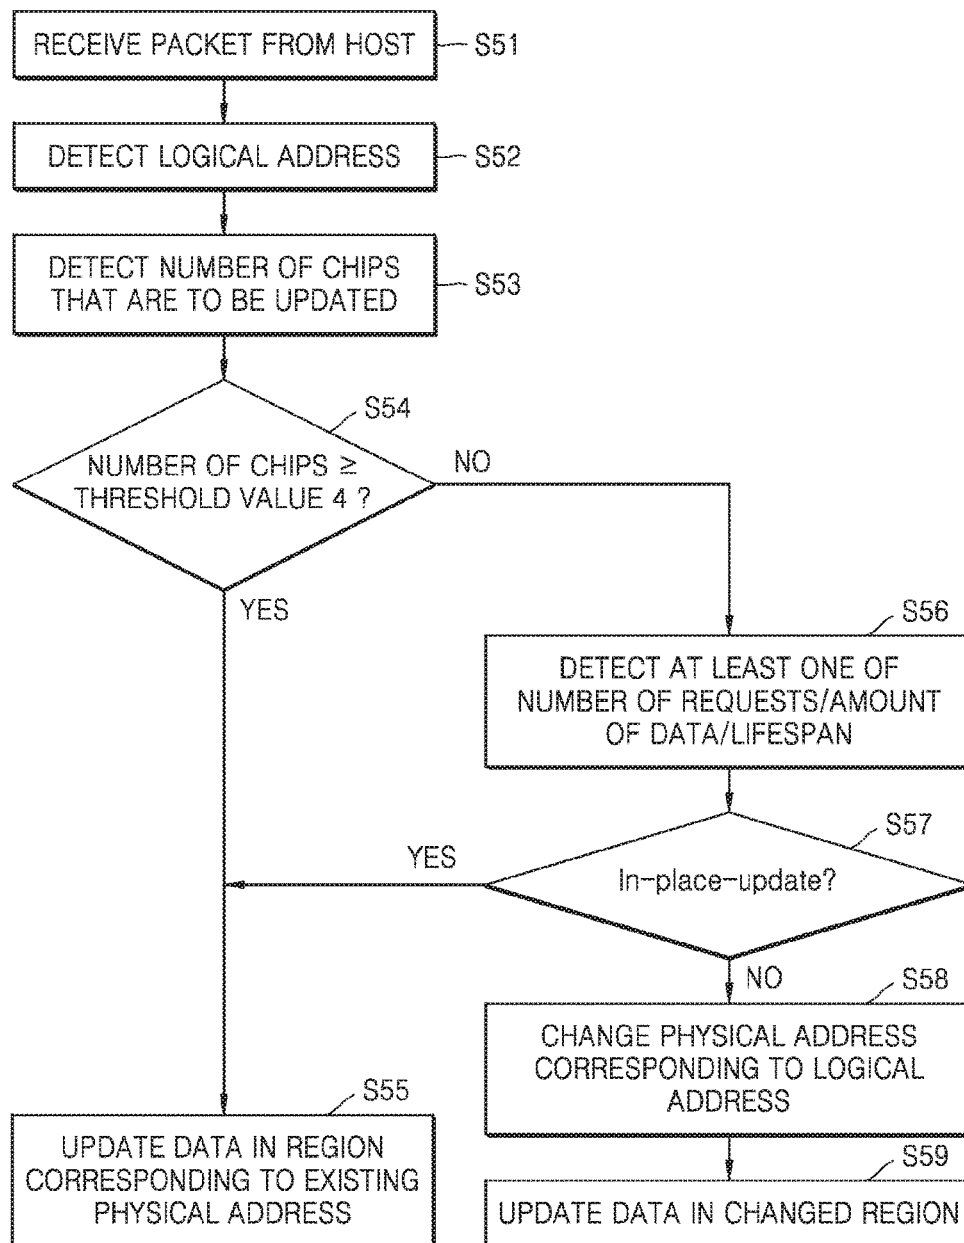 RECEIVE PACKET FROM HOST
S51
DETECT LOGICAL ADDRESS
S52
DETECT NUMBER OF CHIPS
THAT ARE TO BE UPDATED
S53
S54
NUMBER OF CHIPS ≥
THRESHOLD VALUE 4 ?
NO
YES
S56
DETECT AT LEAST ONE OF
NUMBER OF REQUESTS/AMOUNT
OF DATA/LIFESPAN
S57
YES
In-place-update?
NO
S58
CHANGE PHYSICAL ADDRESS
CORRESPONDING TO LOGICAL
ADDRESS
S55
UPDATE DATA IN REGION
CORRESPONDING TO EXISTING
PHYSICAL ADDRESS
S59
UPDATE DATA IN CHANGED REGION